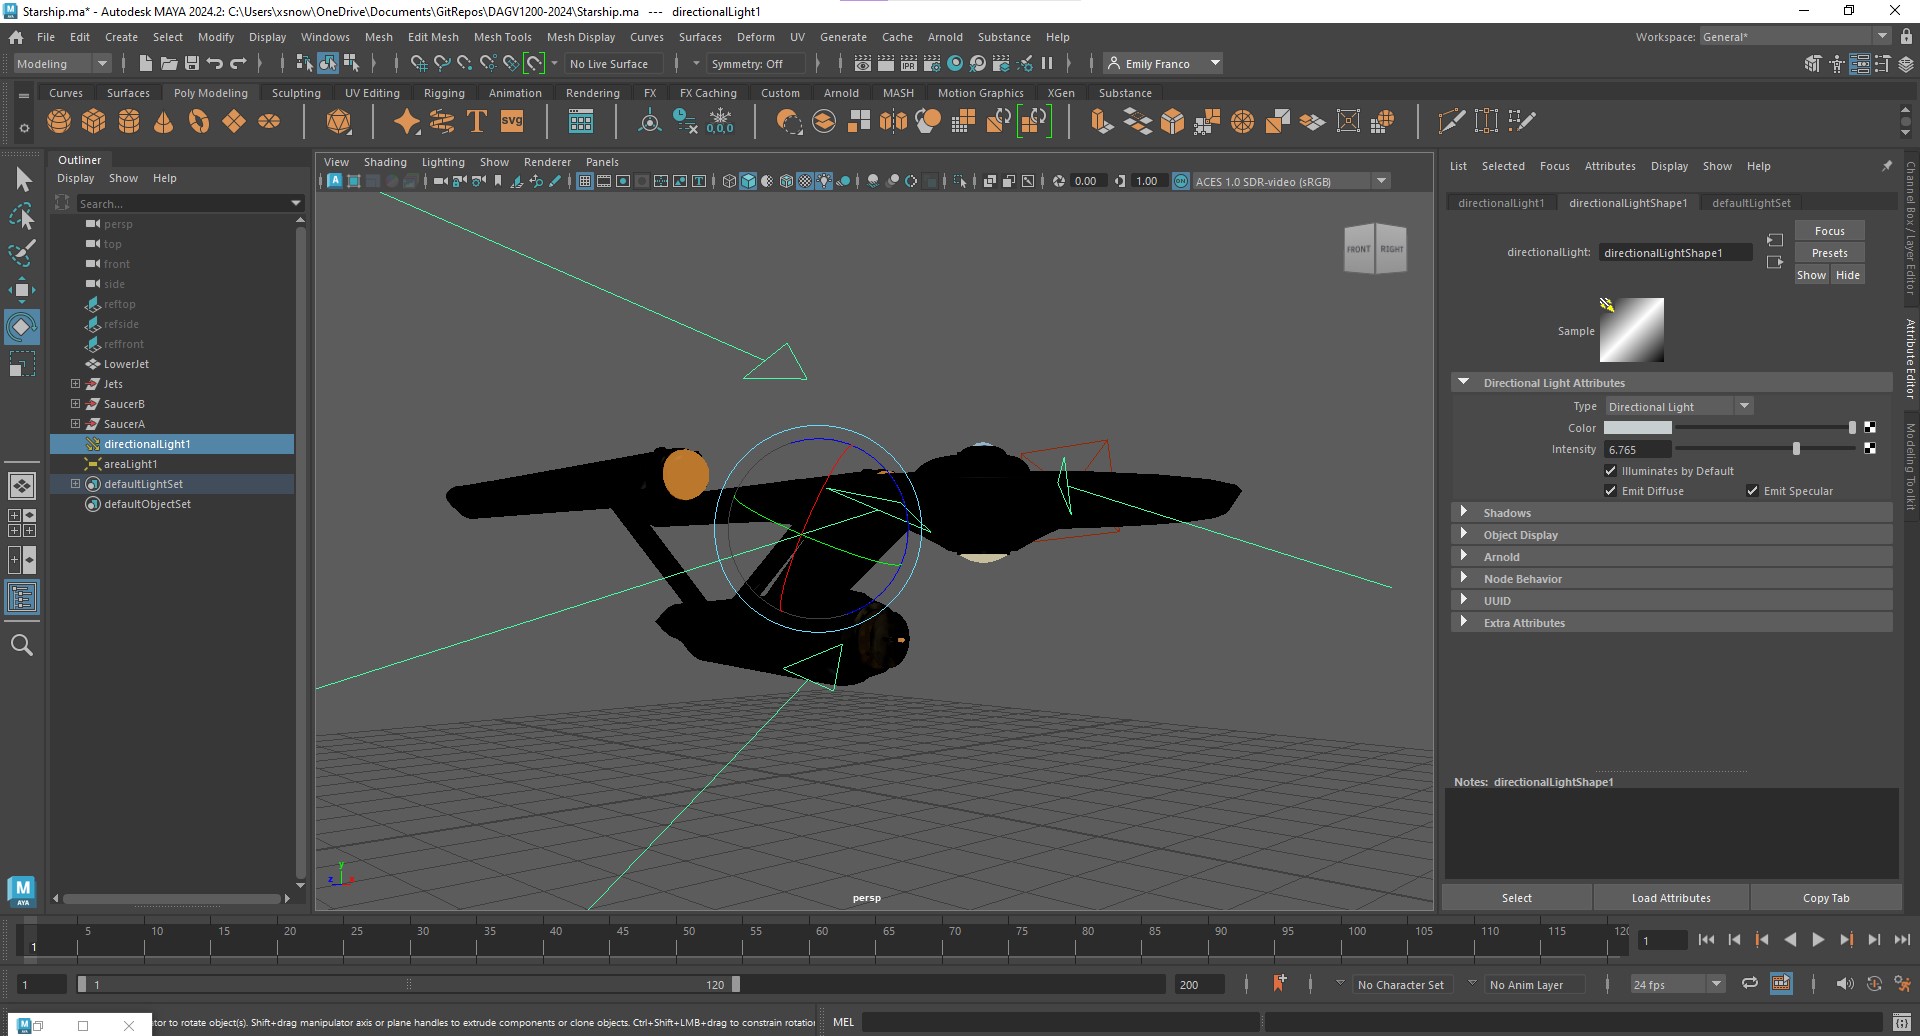 Starship.ma* - Autodesk MAYA 2024.2: C:\Users\xsnow\OneDrive\Documents\GitRepos\DAGV1200-2024\Starship.ma --- directionalLight1
File Edit Create Select Modify Display Windows Mesh Edit Mesh Mesh Tools Mesh Display Curves Surfaces Deform UV Generate Cache Arnold Substance Help
Workspace: General*
Modeling
No Live Surface
Symmetry: Off
IPR
Emily Franco
Curves Surfaces Poly Modeling Sculpting UV Editing Rigging Animation Rendering FX FX Caching Custom Arnold MASH Motion Graphics XGen Substance
T
svg
0,0,0
Outliner
Display Show Help
Search...
persp
top
front
side
reftop
refside
reffront
LowerJet
Jets
SaucerB
SaucerA
directionalLight1
areaLight1
defaultLightSet
defaultObjectSet
View Shading Lighting Show Renderer Panels
A
0.00
1.00
ON
ACES 1.0 SDR-video (sRGB)
FRONT
RIGHT
y
z
x
persp
List Selected Focus Attributes Display Show Help
directionalLight1 directionalLightShape1 defaultLightSet
directionalLight: directionalLightShape1
Focus
Presets
Show Hide
Sample
Directional Light Attributes
Type Directional Light
Color
Intensity 6.765
Illuminates by Default
Emit Diffuse Emit Specular
Shadows
Object Display
Arnold
Node Behavior
UUID
Extra Attributes
Notes: directionalLightShape1
Select Load Attributes Copy Tab
Channel Box / Layer Editor
Attribute Editor
Modeling Toolkit
M
AYA
1
5 10 15 20 25 30 35 40 45 50 55 60 65 70 75 80 85 90 95 100 105 110 115 120
1
1
1
120
200
No Character Set
No Anim Layer
24 fps
M
ator to rotate object(s). Shift+drag manipulator axis or plane handles to extrude components or clone objects. Ctrl+Shift+LMB+drag to constrain rotation
MEL